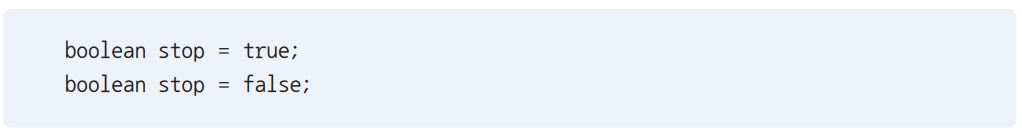 boolean stop = true;
boolean stop = false;